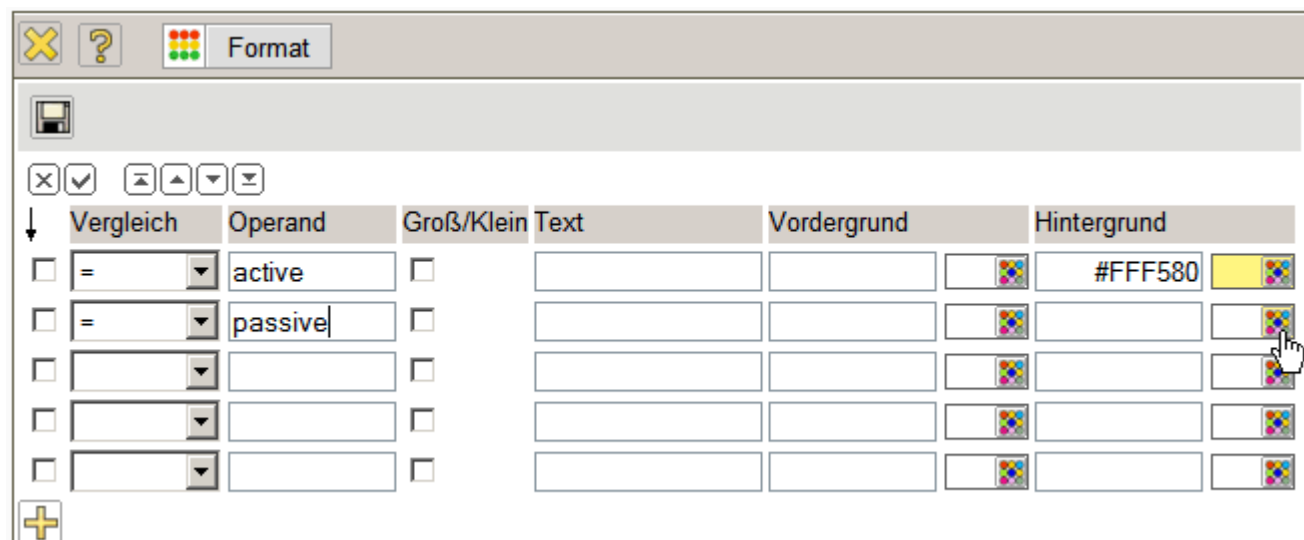 Format
Vergleich Operand Groß/Klein Text Vordergrund Hintergrund
= active #FFF580
= passive